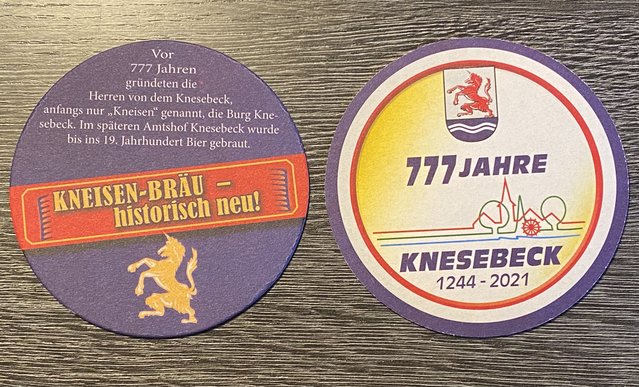 Vor
777 Jahren
gründeten die
Herren von dem Knesebeck,
anfangs nur „Kneisen“ genannt, die Burg Kne-
sebeck. Im späteren Amtshof Knesebeck wurde
bis ins 19. Jahrhundert Bier gebraut.
KNEISEN-BRÄU –
historisch neu!
777 JAHRE
KNESEBECK
1244 - 2021